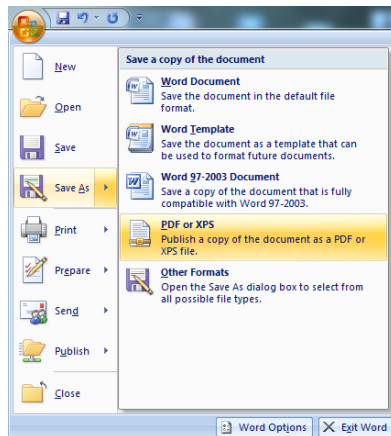 New
Open
Save
Save As
Print
Prepare
Send
Publish
Close
Save a copy of the document
Word Document
Save the document in the default file
format.
Word Template
Save the document as a template that can
be used to format future documents.
Word 97-2003 Document
Save a copy of the document that is fully
compatible with Word 97-2003.
PDF or XPS
Publish a copy of the document as a PDF or
XPS file.
Other Formats
Open the Save As dialog box to select from
all possible file types.
Word Options
Exit Word